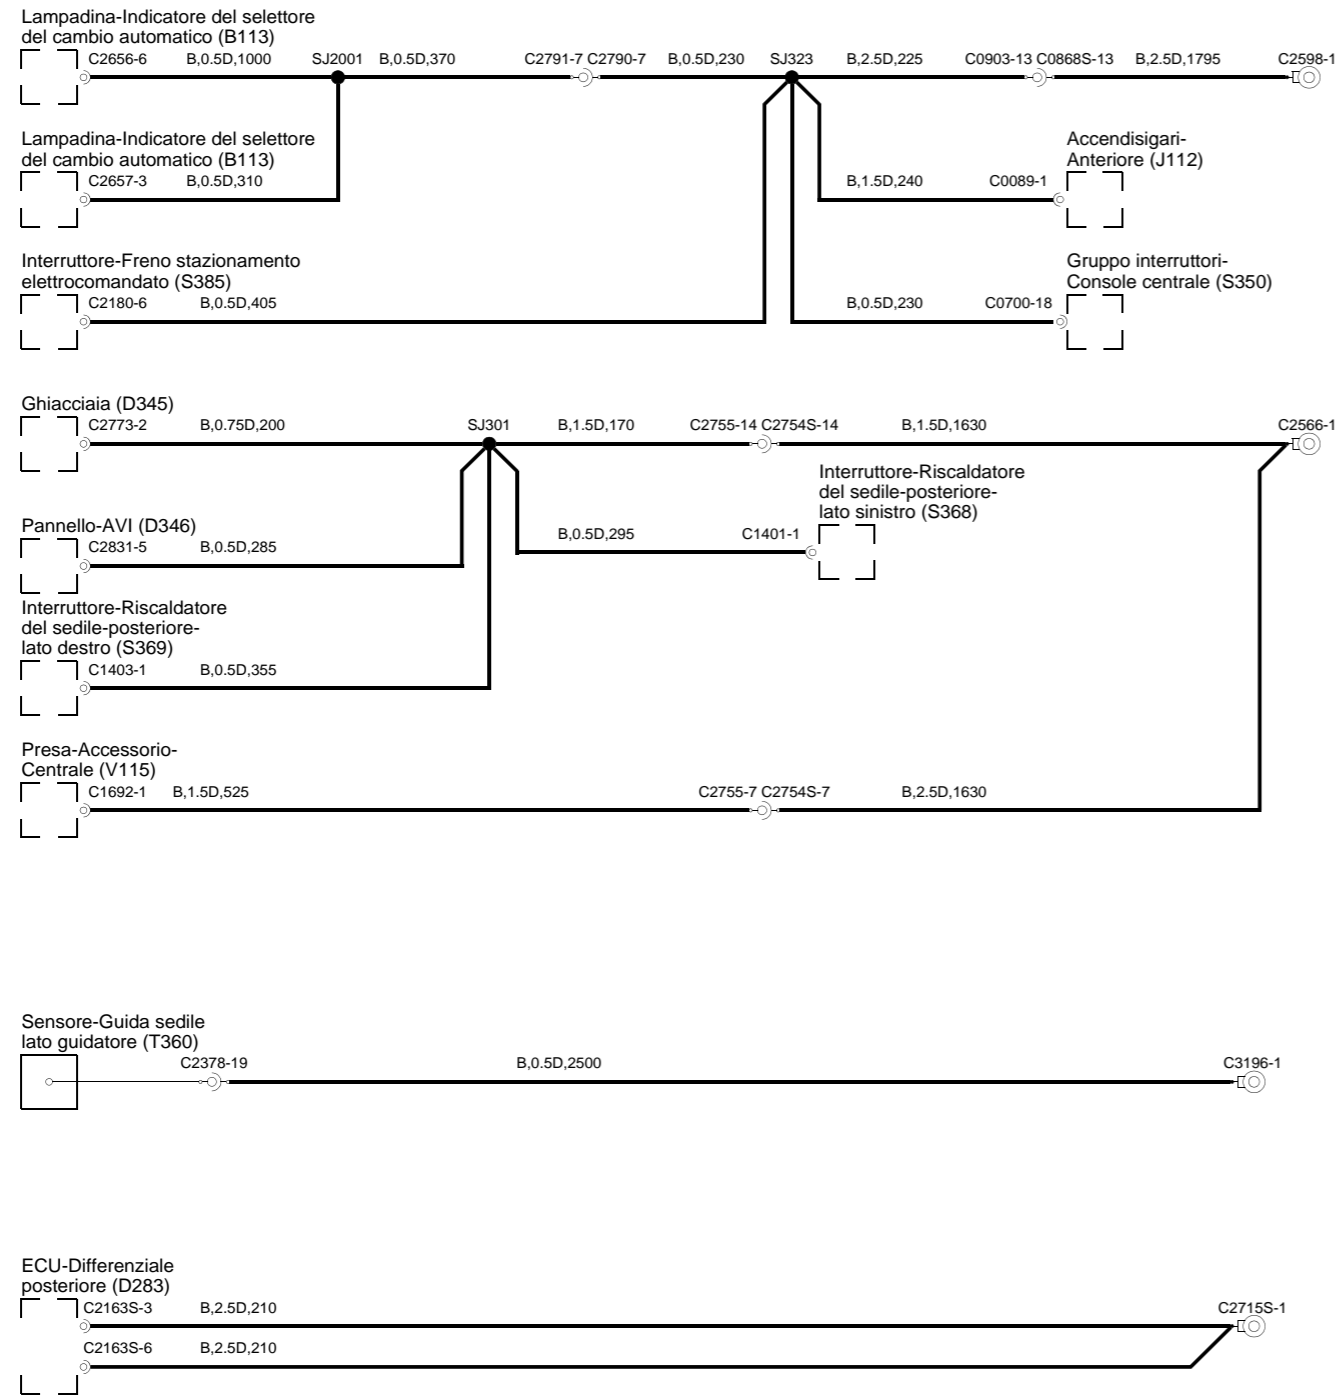 Lampadina-Indicatore del selettore
del cambio automatico (B113)
C2656-6 B,0.5D,1000 SJ2001 B,0.5D,370 C2791-7 C2790-7 B,0.5D,230 SJ323 B,2.5D,225 C0903-13 C0868S-13 B,2.5D,1795 C2598-1
Lampadina-Indicatore del selettore
del cambio automatico (B113)
C2657-3 B,0.5D,310
Accendisigari-
Anteriore (J112)
B,1.5D,240 C0089-1
Interruttore-Freno stazionamento
elettrocomandato (S385)
C2180-6 B,0.5D,405
Gruppo interruttori-
Console centrale (S350)
B,0.5D,230 C0700-18
Ghiacciaia (D345)
C2773-2 B,0.75D,200 SJ301 B,1.5D,170 C2755-14 C2754S-14 B,1.5D,1630 C2566-1
Interruttore-Riscaldatore
del sedile-posteriore-
lato sinistro (S368)
B,0.5D,295 C1401-1
Pannello-AVI (D346)
C2831-5 B,0.5D,285
Interruttore-Riscaldatore
del sedile-posteriore-
lato destro (S369)
C1403-1 B,0.5D,355
Presa-Accessorio-
Centrale (V115)
C1692-1 B,1.5D,525 C2755-7 C2754S-7 B,2.5D,1630
Sensore-Guida sedile
lato guidatore (T360)
C2378-19 B,0.5D,2500 C3196-1
ECU-Differenziale
posteriore (D283)
C2163S-3 B,2.5D,210 C2715S-1
C2163S-6 B,2.5D,210